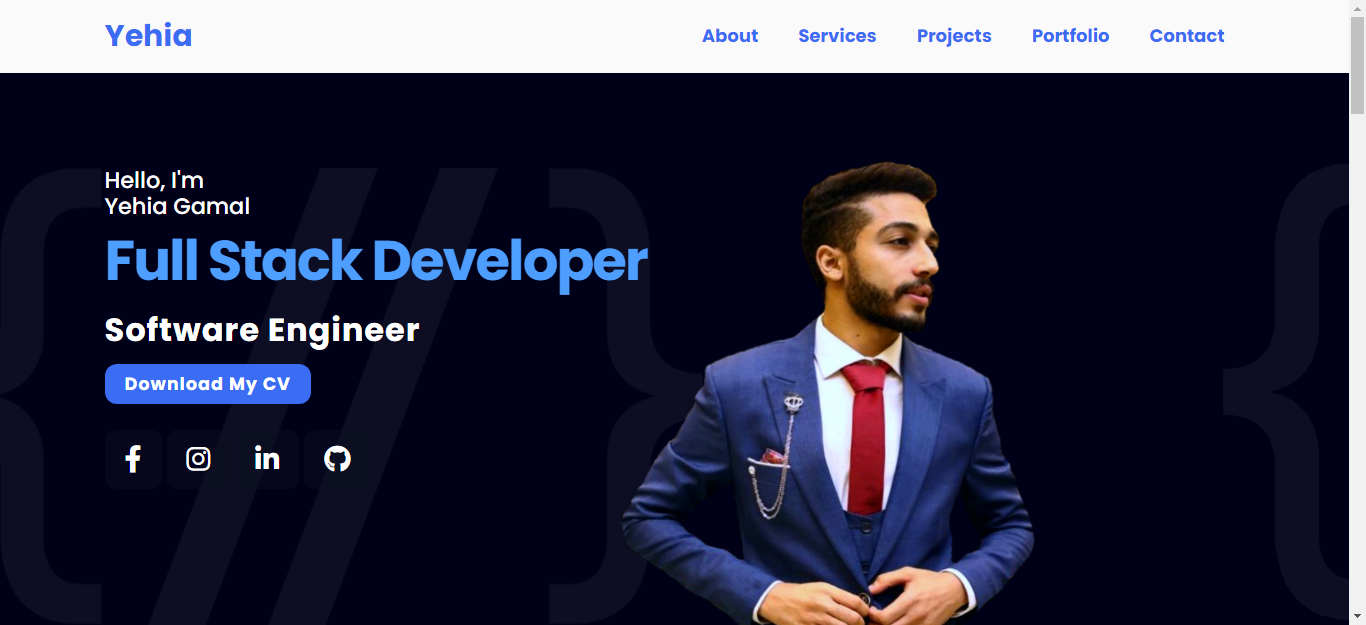 Yehia
About Services Projects Portfolio Contact
Hello, I'm
Yehia Gamal
Full Stack Developer
Software Engineer
Download My CV